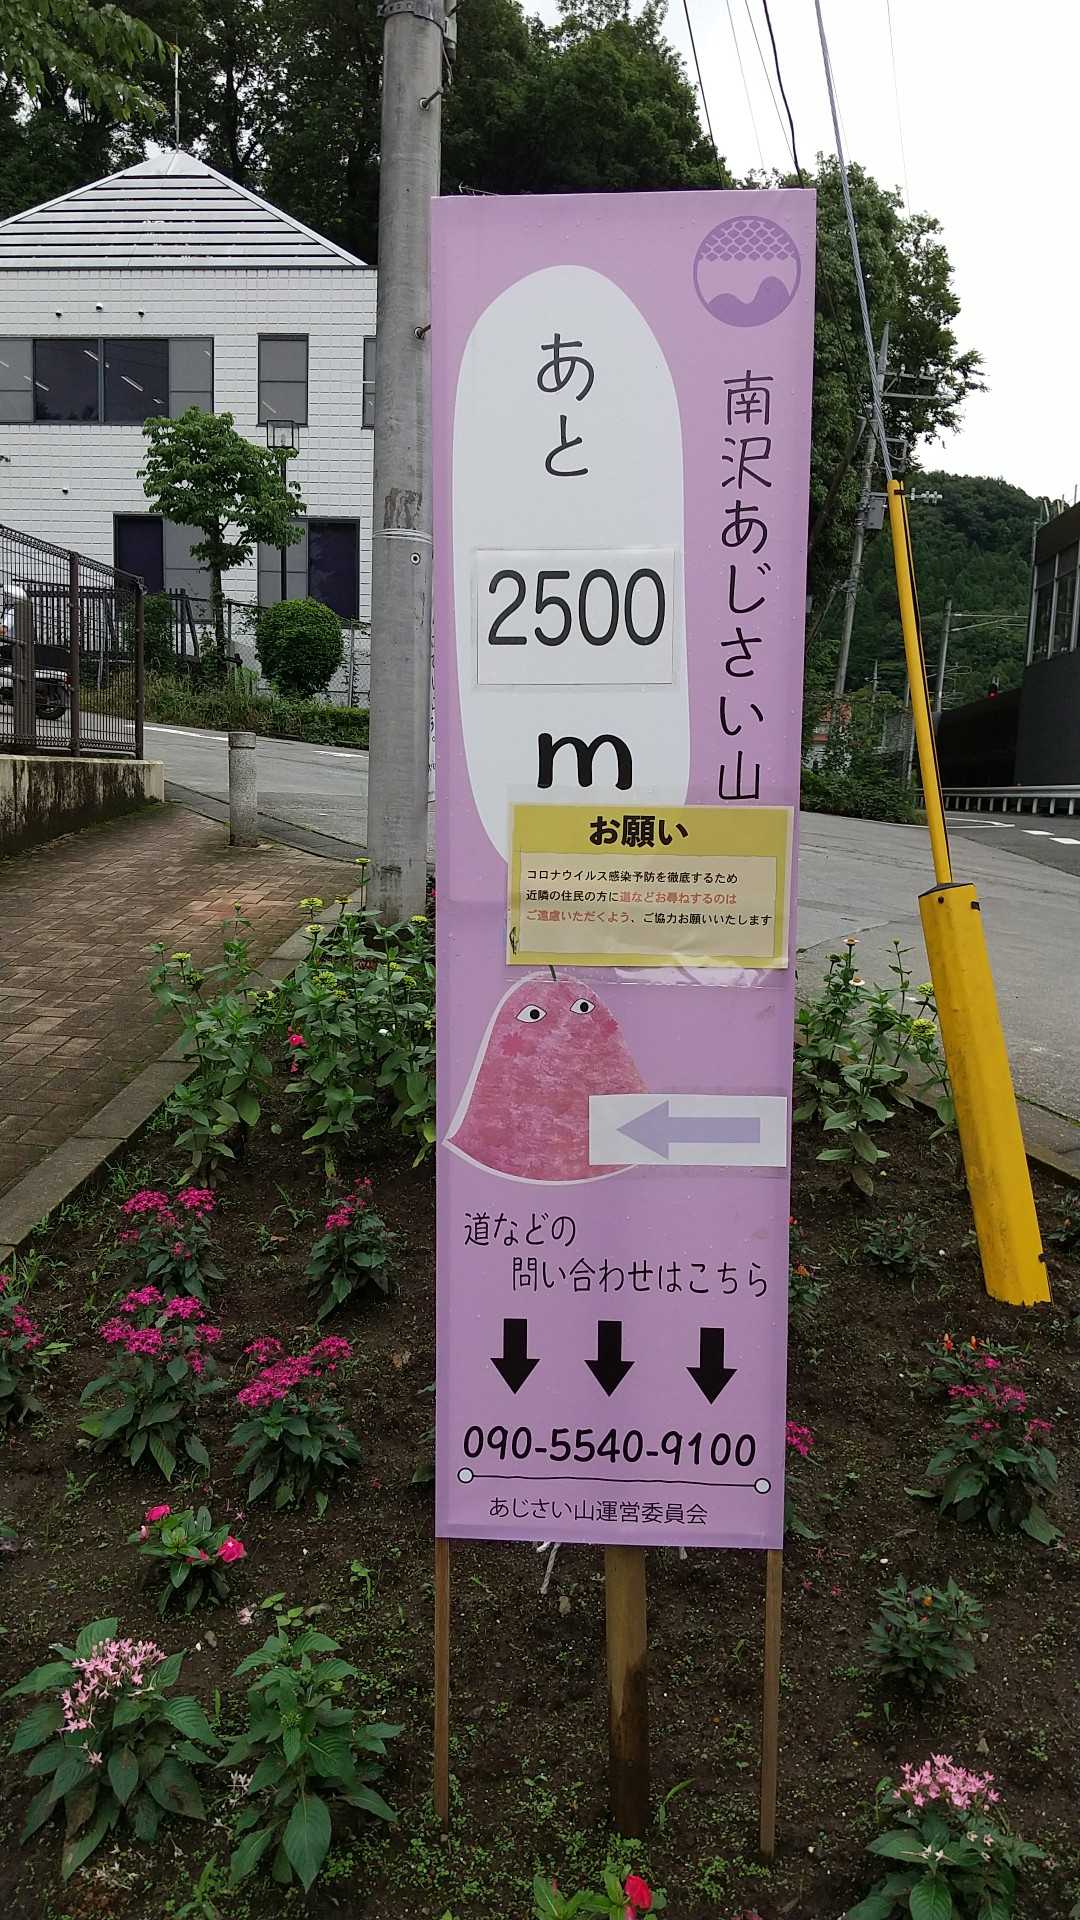 南沢あじさい山
あと
2500
m
お願い
コロナウイルス感染予防を徹底するため
近隣の住民の方に道などお尋ねするのは
ご遠慮いただくよう、ご協力お願いいたします
道などの
問い合わせはこちら
090-5540-9100
あじさい山運営委員会